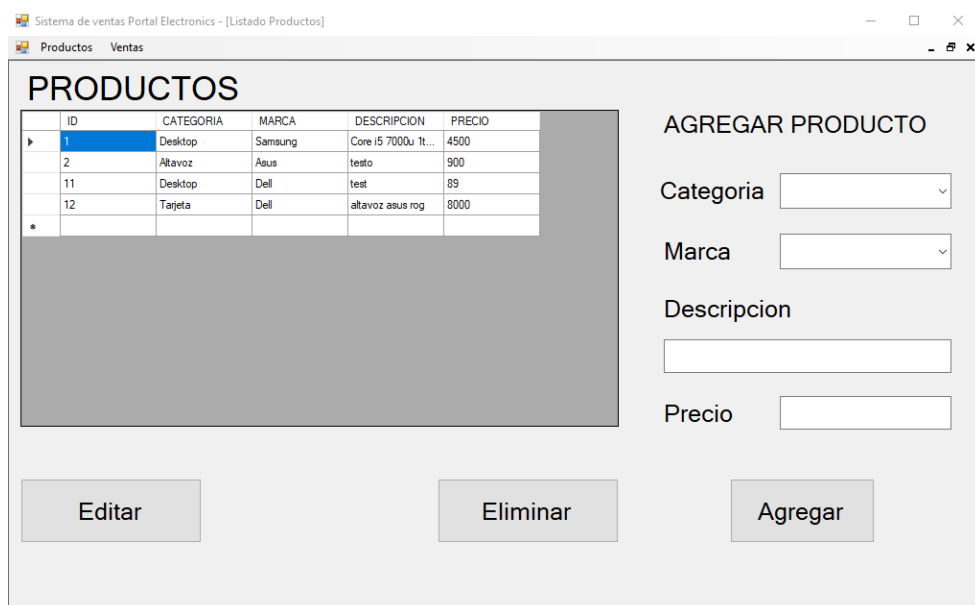 Sistema de ventas Portal Electronics - [Listado Productos]
Productos Ventas
PRODUCTOS
ID CATEGORIA MARCA DESCRIPCION PRECIO
1 Desktop Samsung Core i5 7000u 1t... 4500
2 Altavoz Asus testo 900
11 Desktop Dell test 89
12 Tarjeta Dell altavoz asus rog 8000
AGREGAR PRODUCTO
Categoria
Marca
Descripcion
Precio
Editar Eliminar Agregar